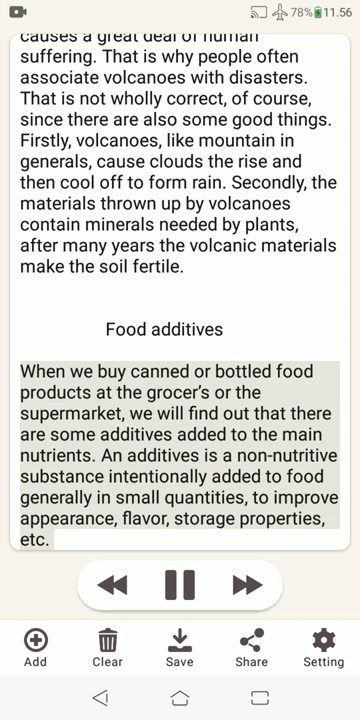 78% 11.56
causes a great deal of human
suffering. That is why people often
associate volcanoes with disasters.
That is not wholly correct, of course,
since there are also some good things.
Firstly, volcanoes, like mountain in
generals, cause clouds the rise and
then cool off to form rain. Secondly, the
materials thrown up by volcanoes
contain minerals needed by plants,
after many years the volcanic materials
make the soil fertile.
Food additives
When we buy canned or bottled food
products at the grocer's or the
supermarket, we will find out that there
are some additives added to the main
nutrients. An additives is a non-nutritive
substance intentionally added to food
generally in small quantities, to improve
appearance, flavor, storage properties,
etc.
Add Clear Save Share Setting